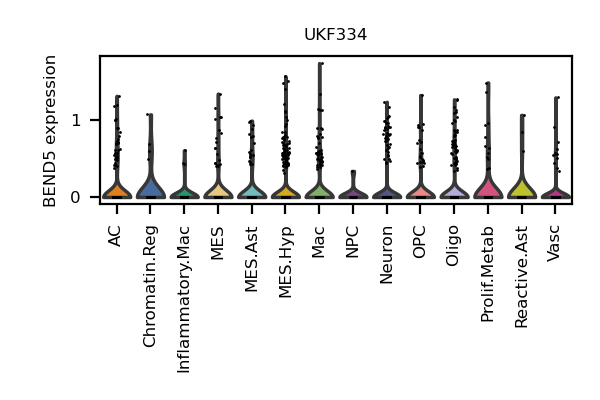 UKF334
BEND5 expression
1
0
AC
Chromatin.Reg
Inflammatory.Mac
MES
MES.Ast
MES.Hyp
Mac
NPC
Neuron
OPC
Oligo
Prolif.Metab
Reactive.Ast
Vasc